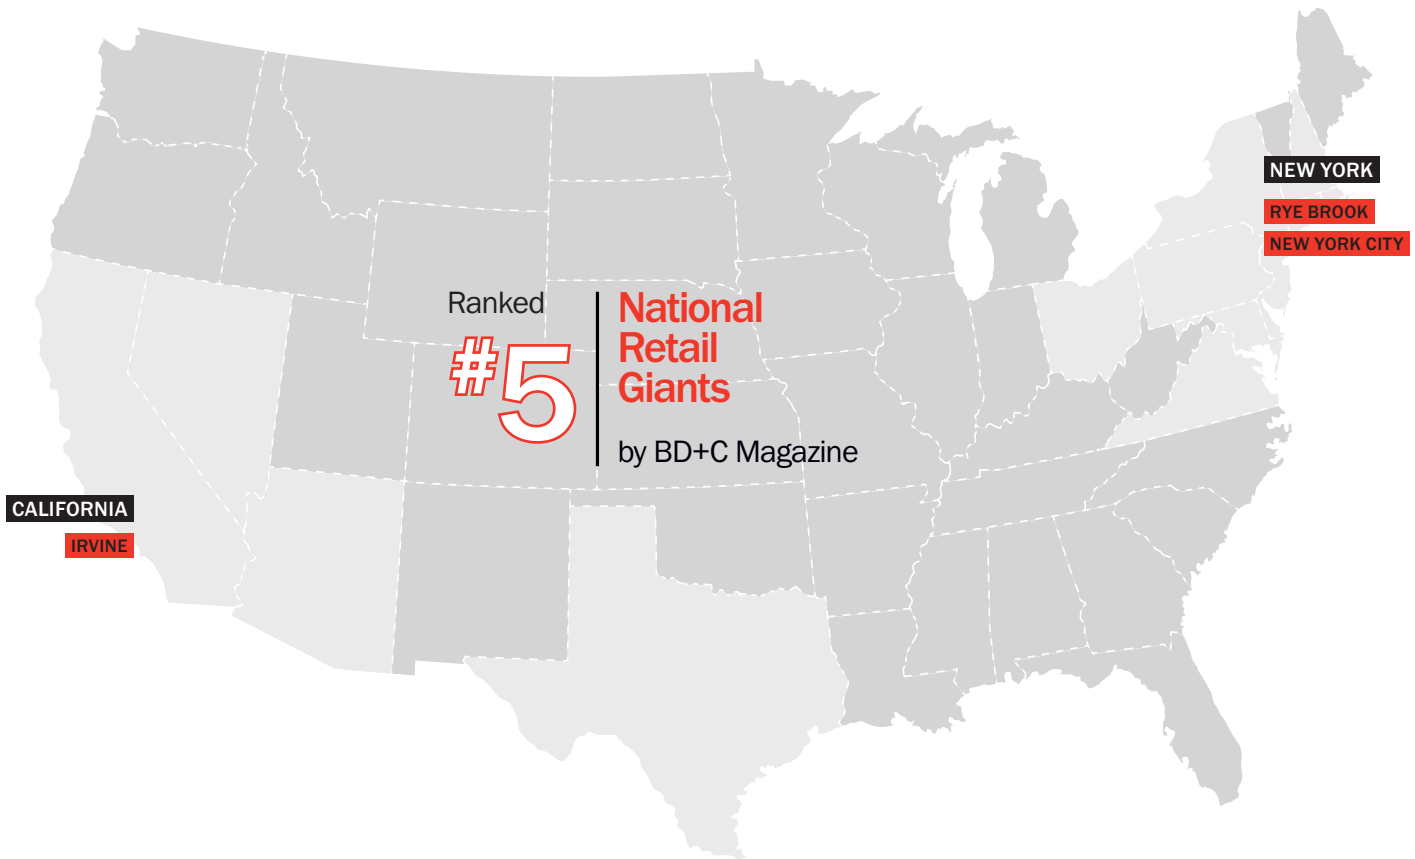 NEW YORK
RYE BROOK
NEW YORK CITY
Ranked
#5
National
Retail
Giants
by BD+C Magazine
CALIFORNIA
IRVINE